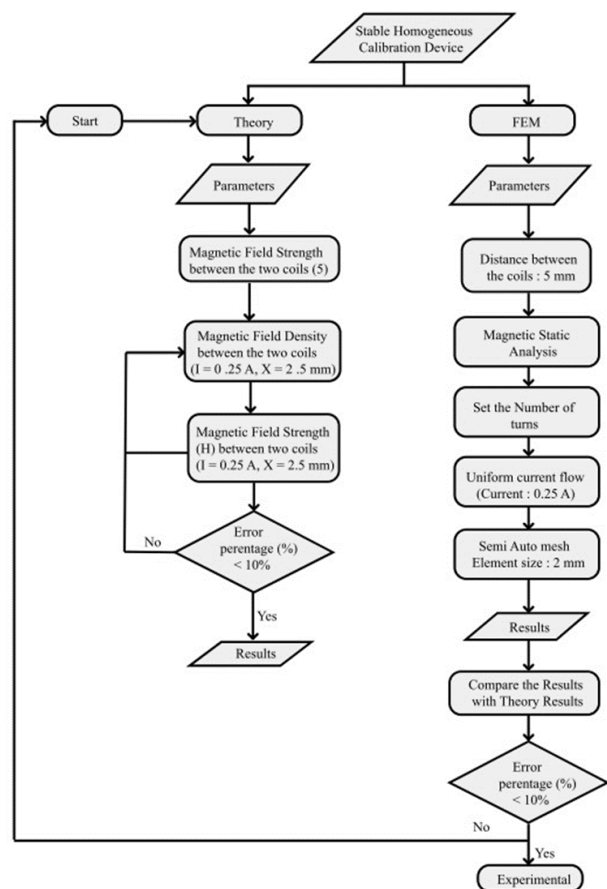 Stable Homogeneous
Calibration Device
Start
Theory
FEM
Parameters
Parameters
Magnetic Field Strength
between the two coils (5)
Distance between
the coils : 5 mm
Magnetic Field Density
between the two coils
(I = 0 .25 A, X = 2 .5 mm)
Magnetic Static
Analysis
Magnetic Field Strength
(H) between two coils
(I = 0.25 A, X = 2.5 mm)
Set the Number of
turns
Uniform current flow
(Current : 0.25 A)
Error
perentage (%)
< 10%
No
Yes
Semi Auto mesh
Element size : 2 mm
Results
Results
Compare the Results
with Theory Results
Error
perentage (%)
< 10%
No
Yes
Experimental